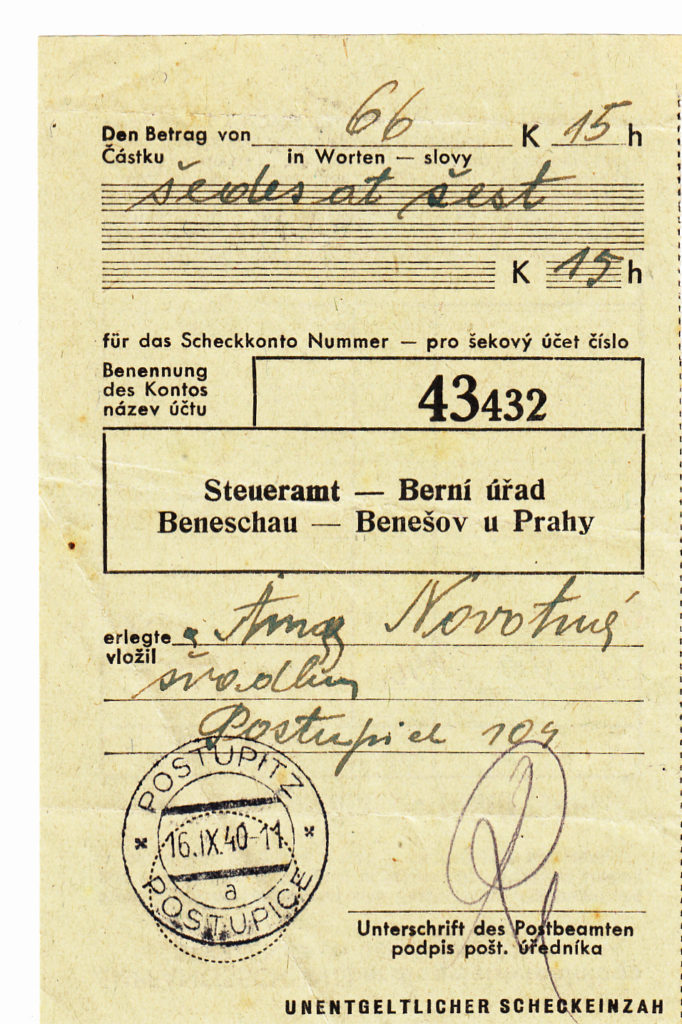 Den Betrag von 66 K 15 h
Částku in Worten — slovy
šedesát šest
K 15 h
für das Scheckkonto Nummer — pro šekový účet číslo
Benennung
des Kontos
název účtu
43432
Steueramt — Berní úřad
Beneschau — Benešov u Prahy
erlegte Anna Novotná
vložil
švadlena
Postupice 104
POSTUPITZ
16.IX.40-11
a
POSTUPICE
Unterschrift des Postbeamten
podpis pošt. úředníka
UNENTGELTLICHER SCHECKEINZAH